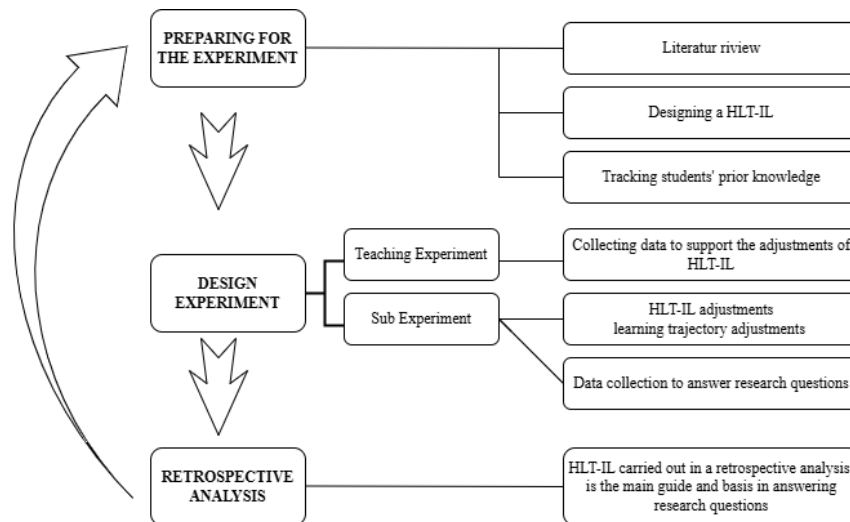 PREPARING FOR
THE EXPERIMENT
Literatur riview
Designing a HLT-IL
Tracking students' prior knowledge
DESIGN
EXPERIMENT
Teaching Experiment
Collecting data to support the adjustments of
HLT-IL
Sub Experiment
HLT-IL adjustments
learning trajectory adjustments
Data collection to answer research questions
RETROSPECTIVE
ANALYSIS
HLT-IL carried out in a retrospective analysis
is the main guide and basis in answering
research questions